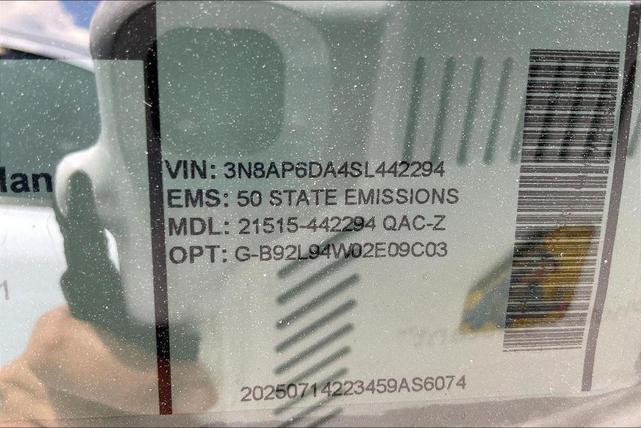 VIN: 3N8AP6DA4SL442294
EMS: 50 STATE EMISSIONS
MDL: 21515-442294 QAC-Z
OPT: G-B92L94W02E09C03
20250714223459AS6074